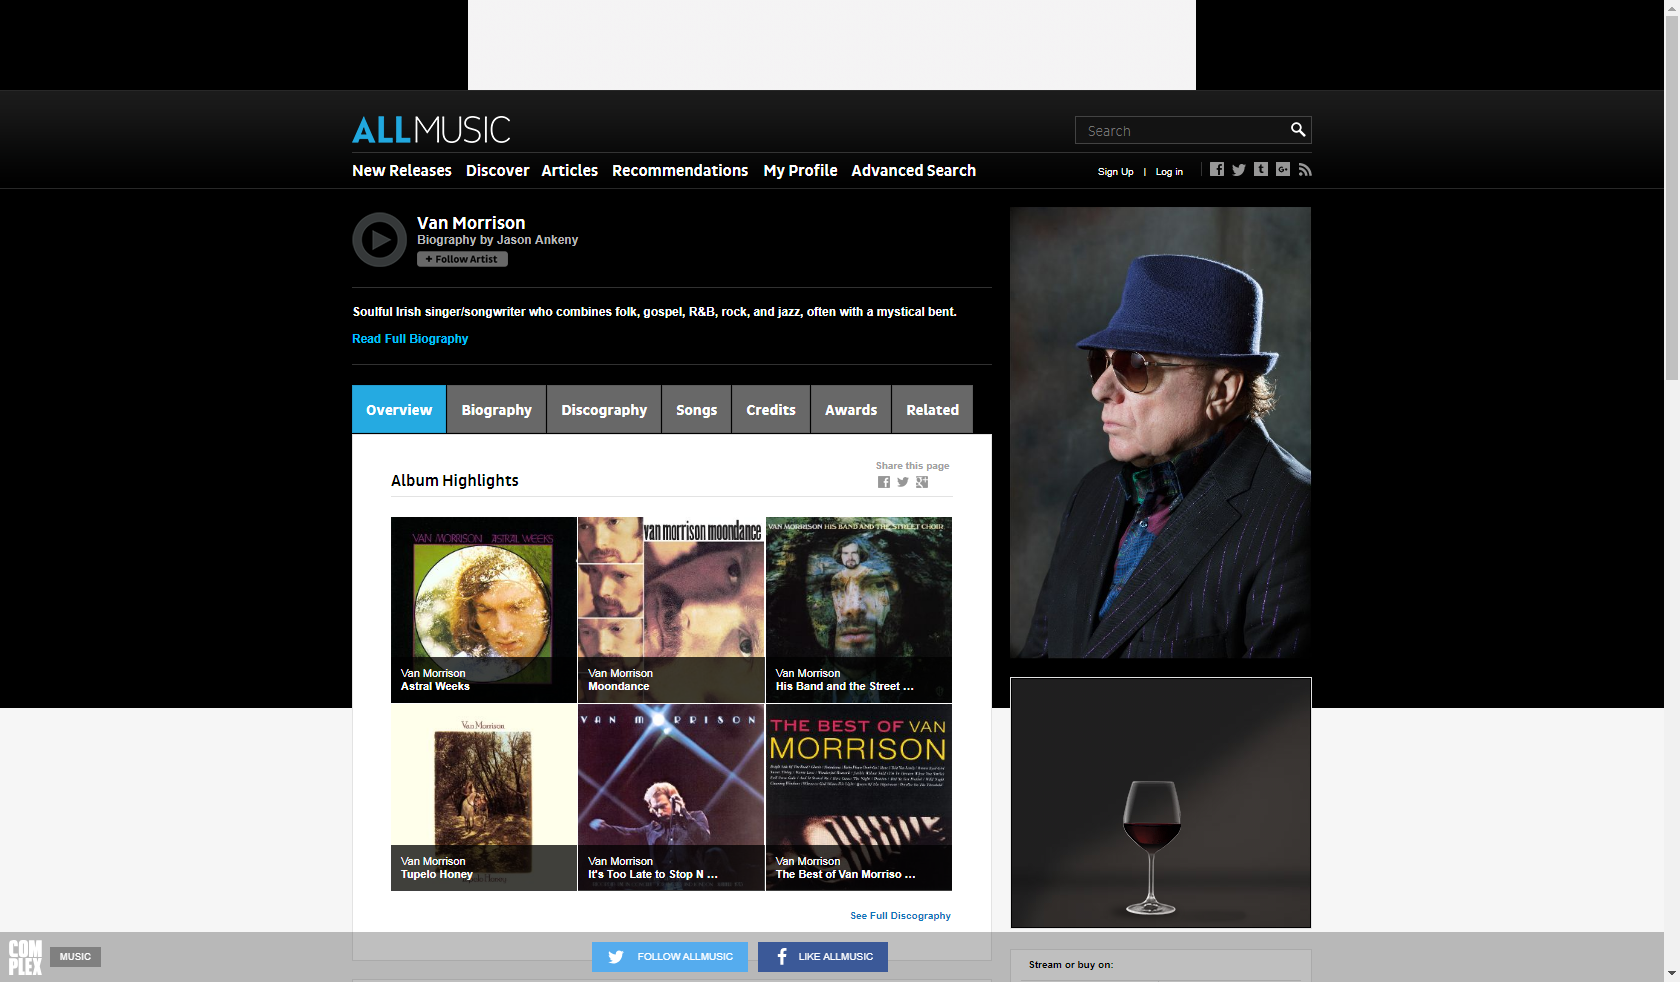 ALLMUSIC
Search
New Releases Discover Articles Recommendations My Profile Advanced Search
Sign Up | Log in
Van Morrison
Biography by Jason Ankeny
+ Follow Artist
Soulful Irish singer/songwriter who combines folk, gospel, R&B, rock, and jazz, often with a mystical bent.
Read Full Biography
Overview Biography Discography Songs Credits Awards Related
Share this page
Album Highlights
VAN MORRISON ASTRAL WEEKS
van morrison moondance
VAN MORRISON HIS BAND AND THE STREET CHOIR
Van Morrison
Astral Weeks
Van Morrison
Moondance
Van Morrison
His Band and the Street ...
Van Morrison
VAN MORRISON
THE BEST OF VAN
MORRISON
Van Morrison
Tupelo Honey
Tupelo Honey
Van Morrison
It's Too Late to Stop N ...
Van Morrison
The Best of Van Morriso ...
See Full Discography
COM
PLEX
MUSIC
FOLLOW ALLMUSIC
LIKE ALLMUSIC
Stream or buy on: